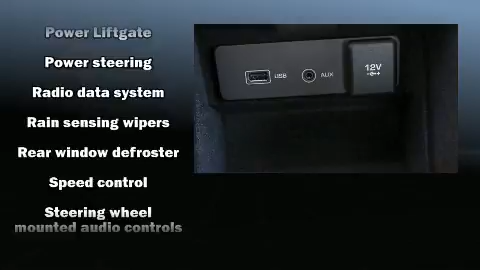 Power Liftgate
Power steering
Radio data system
Rain sensing wipers
Rear window defroster
Speed control
Steering wheel
mounted audio controls
USB
AUX
12V